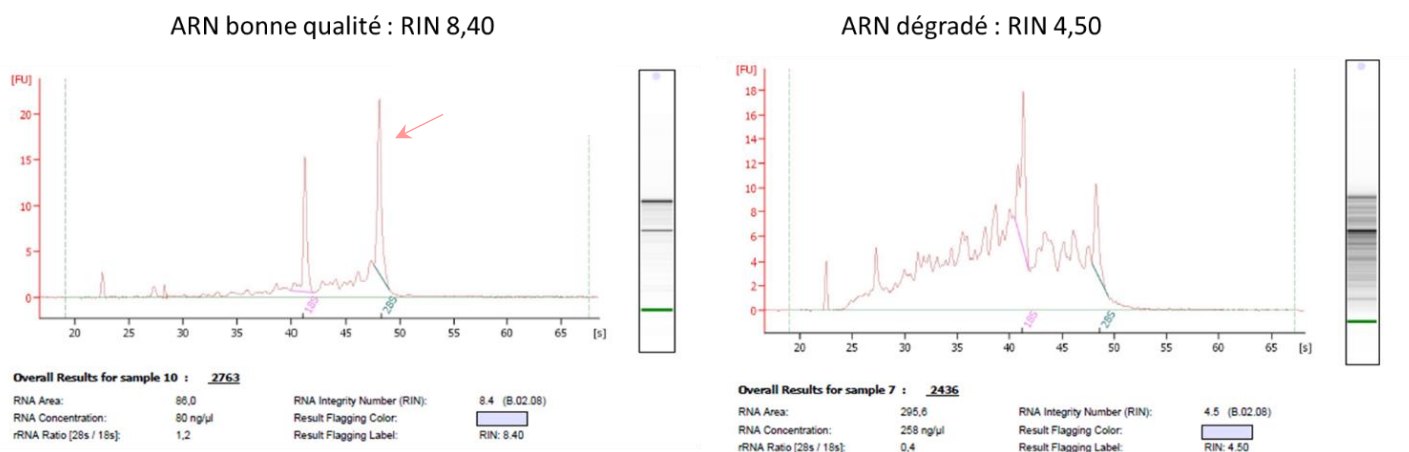 ARN bonne qualité : RIN 8,40
[FU]
20
15
10
5
0
18S
28S
20 25 30 35 40 45 50 55 60 65 [s]
Overall Results for sample 10 : 2763
RNA Area: 86,0 RNA Integrity Number (RIN): 8.4 (B.02.08)
RNA Concentration: 80 ng/µl Result Flagging Color:
rRNA Ratio [28s / 18s]: 1,2 Result Flagging Label: RIN: 8.40
ARN dégradé : RIN 4,50
[FU]
18
16
14
12
10
8
6
4
2
0
18S
28S
20 25 30 35 40 45 50 55 60 65 [s]
Overall Results for sample 7 : 2436
RNA Area: 295,6 RNA Integrity Number (RIN): 4.5 (B.02.08)
RNA Concentration: 258 ng/µl Result Flagging Color:
rRNA Ratio [28s / 18s]: 0,4 Result Flagging Label: RIN: 4.50